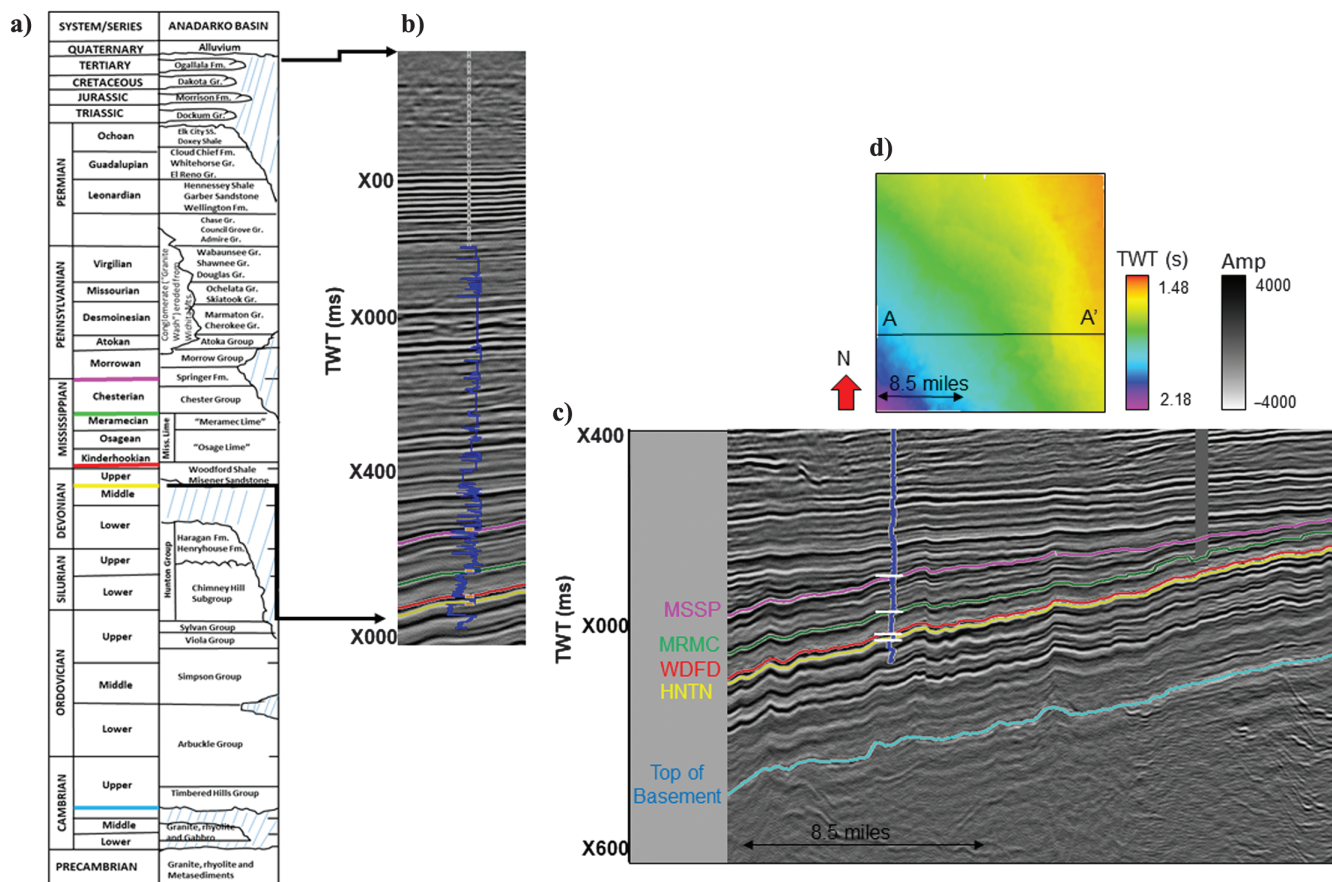 a)
SYSTEM/SERIES
ANADARKO BASIN
QUATERNARY
Alluvium
TERTIARY
Ogallala Fm.
CRETACEOUS
Dakota Gr.
JURASSIC
Morrison Fm.
TRIASSIC
Dockum Gr.
PERMIAN
Ochoan
Elk City SS.
Doxey Shale
Guadalupian
Cloud Chief Fm.
Whitehorse Gr.
El Reno Gr.
Leonardian
Hennessey Shale
Garber Sandstone
Wellington Fm.
Chase Gr.
Council Grove Gr.
Admire Gr.
PENNSYLVANIAN
Conglomerate ("Granite
Wash") eroded from
Wichita Mts.
Virgilian
Wabaunsee Gr.
Shawnee Gr.
Douglas Gr.
Missourian
Ochelata Gr.
Skiatook Gr.
Desmoinesian
Marmaton Gr.
Cherokee Gr.
Atokan
Atoka Group
Morrowan
Morrow Group
Springer Fm.
MISSISSIPPIAN
Chesterian
Chester Group
Meramecian
Miss. Lime
"Meramec Lime"
Osagean
"Osage Lime"
Kinderhookian
DEVONIAN
Upper
Woodford Shale
Misener Sandstone
Middle
Lower
Hunton Group
Haragan Fm.
Henryhouse Fm.
SILURIAN
Upper
Lower
Chimney Hill
Subgroup
ORDOVICIAN
Upper
Sylvan Group
Viola Group
Middle
Simpson Group
Lower
Arbuckle Group
CAMBRIAN
Upper
Timbered Hills Group
Middle
Granite, rhyolite
and Gabbro
Lower
PRECAMBRIAN
Granite, rhyolite and
Metasediments
b)
X00
X000
X400
X000
TWT (ms)
d)
A
A'
N
8.5 miles
TWT (s)
1.48
2.18
Amp
4000
−4000
c)
X400
X000
X600
TWT (ms)
MSSP
MRMC
WDFD
HNTN
Top of
Basement
8.5 miles